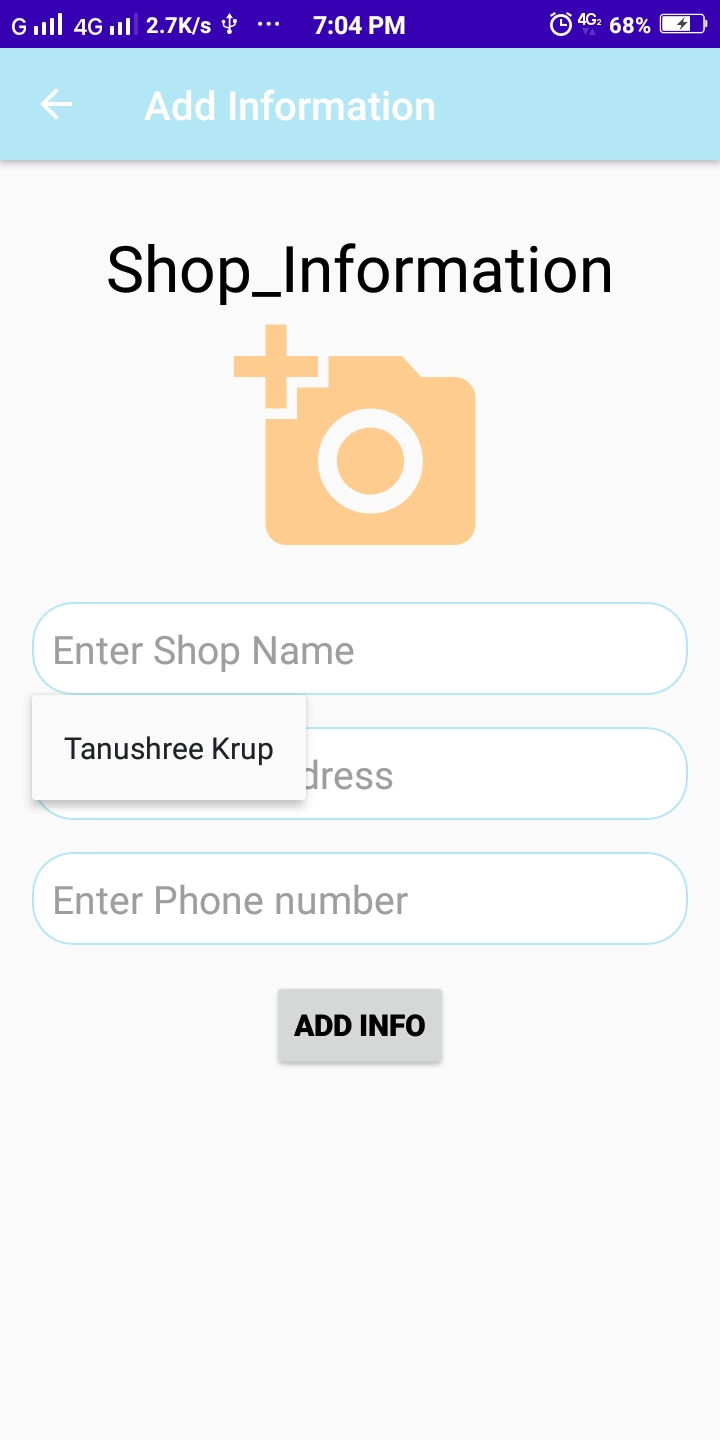 G 4G 2.7K/s ... 7:04 PM 4G2 68%
Add Information
Shop_Information
Enter Shop Name
Tanushree Krup
dress
Enter Phone number
ADD INFO